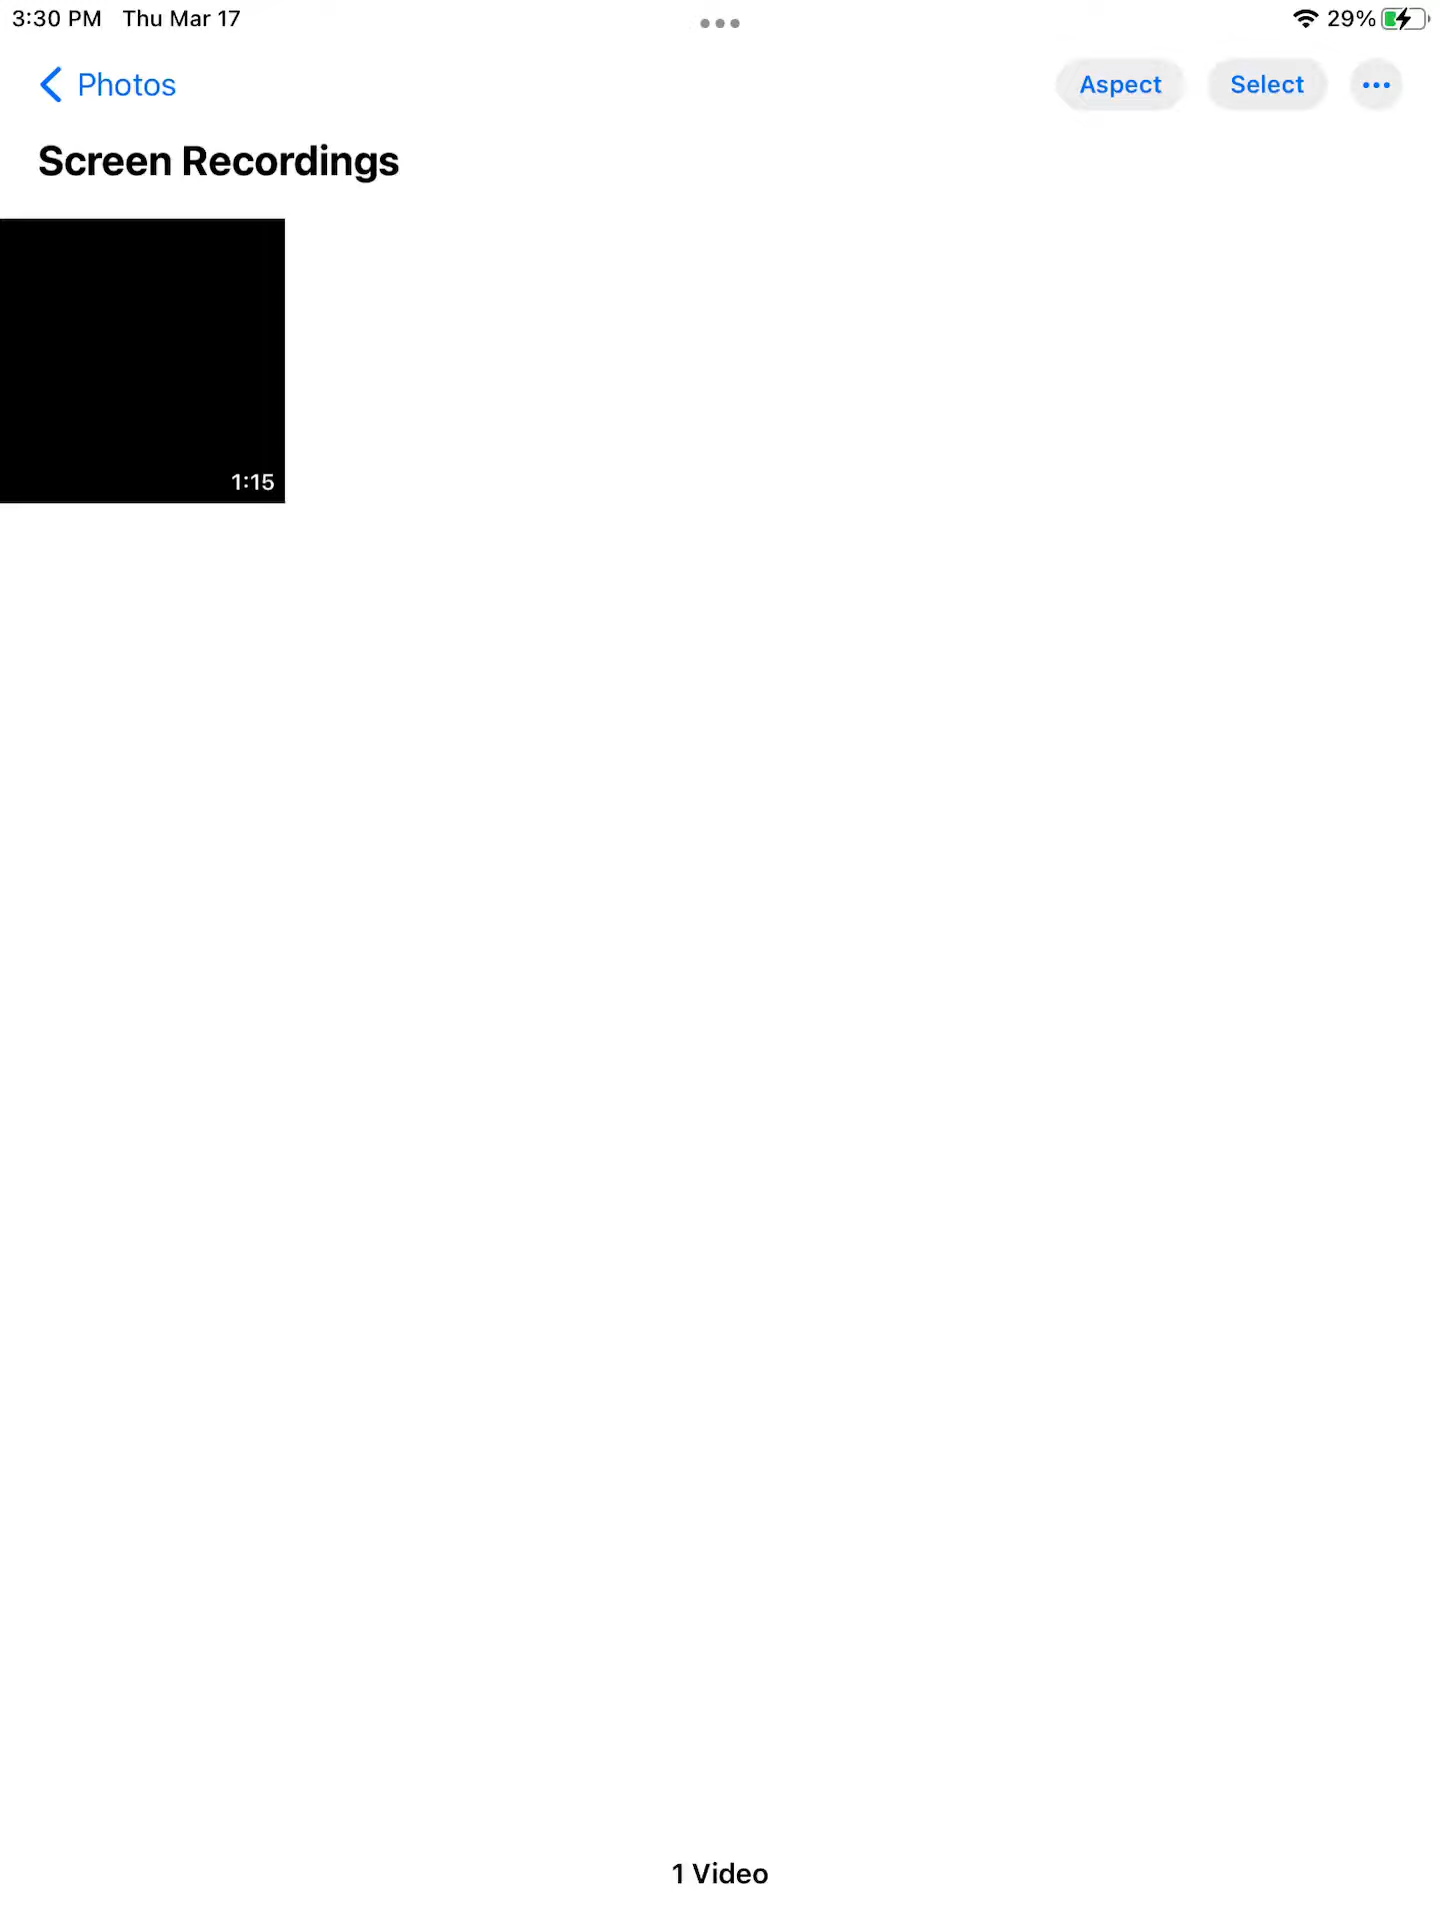 3:30 PM Thu Mar 17
29%
Photos
Aspect
Select
Screen Recordings
1:15
1 Video